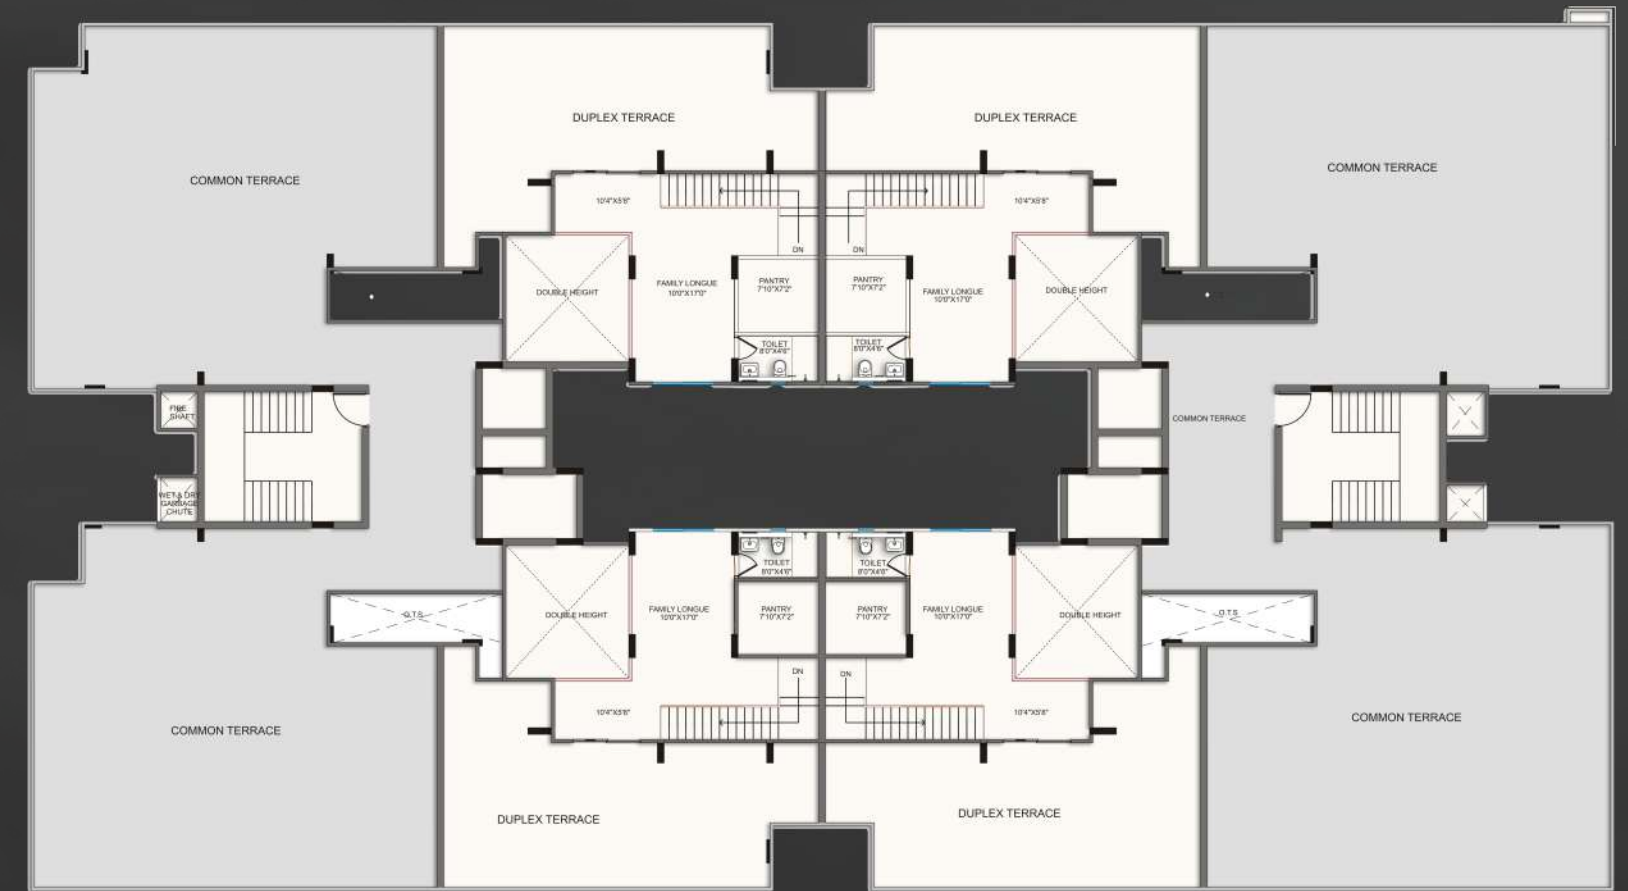 DUPLEX TERRACE
DUPLEX TERRACE
COMMON TERRACE
COMMON TERRACE
10'4"X5'8"
10'4"X5'8"
DN
DN
DOUBLE HEIGHT
FAMILY LONGUE
10'0"X17'0"
PANTRY
7'10"X7'2"
PANTRY
7'10"X7'2"
FAMILY LONGUE
10'0"X17'0"
DOUBLE HEIGHT
TOILET
8'0"X4'6"
TOILET
8'0"X4'6"
FIRE
SHAFT
COMMON TERRACE
WET & DRY
GARBAGE
CHUTE
TOILET
8'0"X4'6"
TOILET
8'0"X4'6"
O.T.S
DOUBLE HEIGHT
FAMILY LONGUE
10'0"X17'0"
PANTRY
7'10"X7'2"
PANTRY
7'10"X7'2"
FAMILY LONGUE
10'0"X17'0"
DOUBLE HEIGHT
O.T.S
DN
DN
10'4"X5'8"
10'4"X5'8"
COMMON TERRACE
COMMON TERRACE
DUPLEX TERRACE
DUPLEX TERRACE